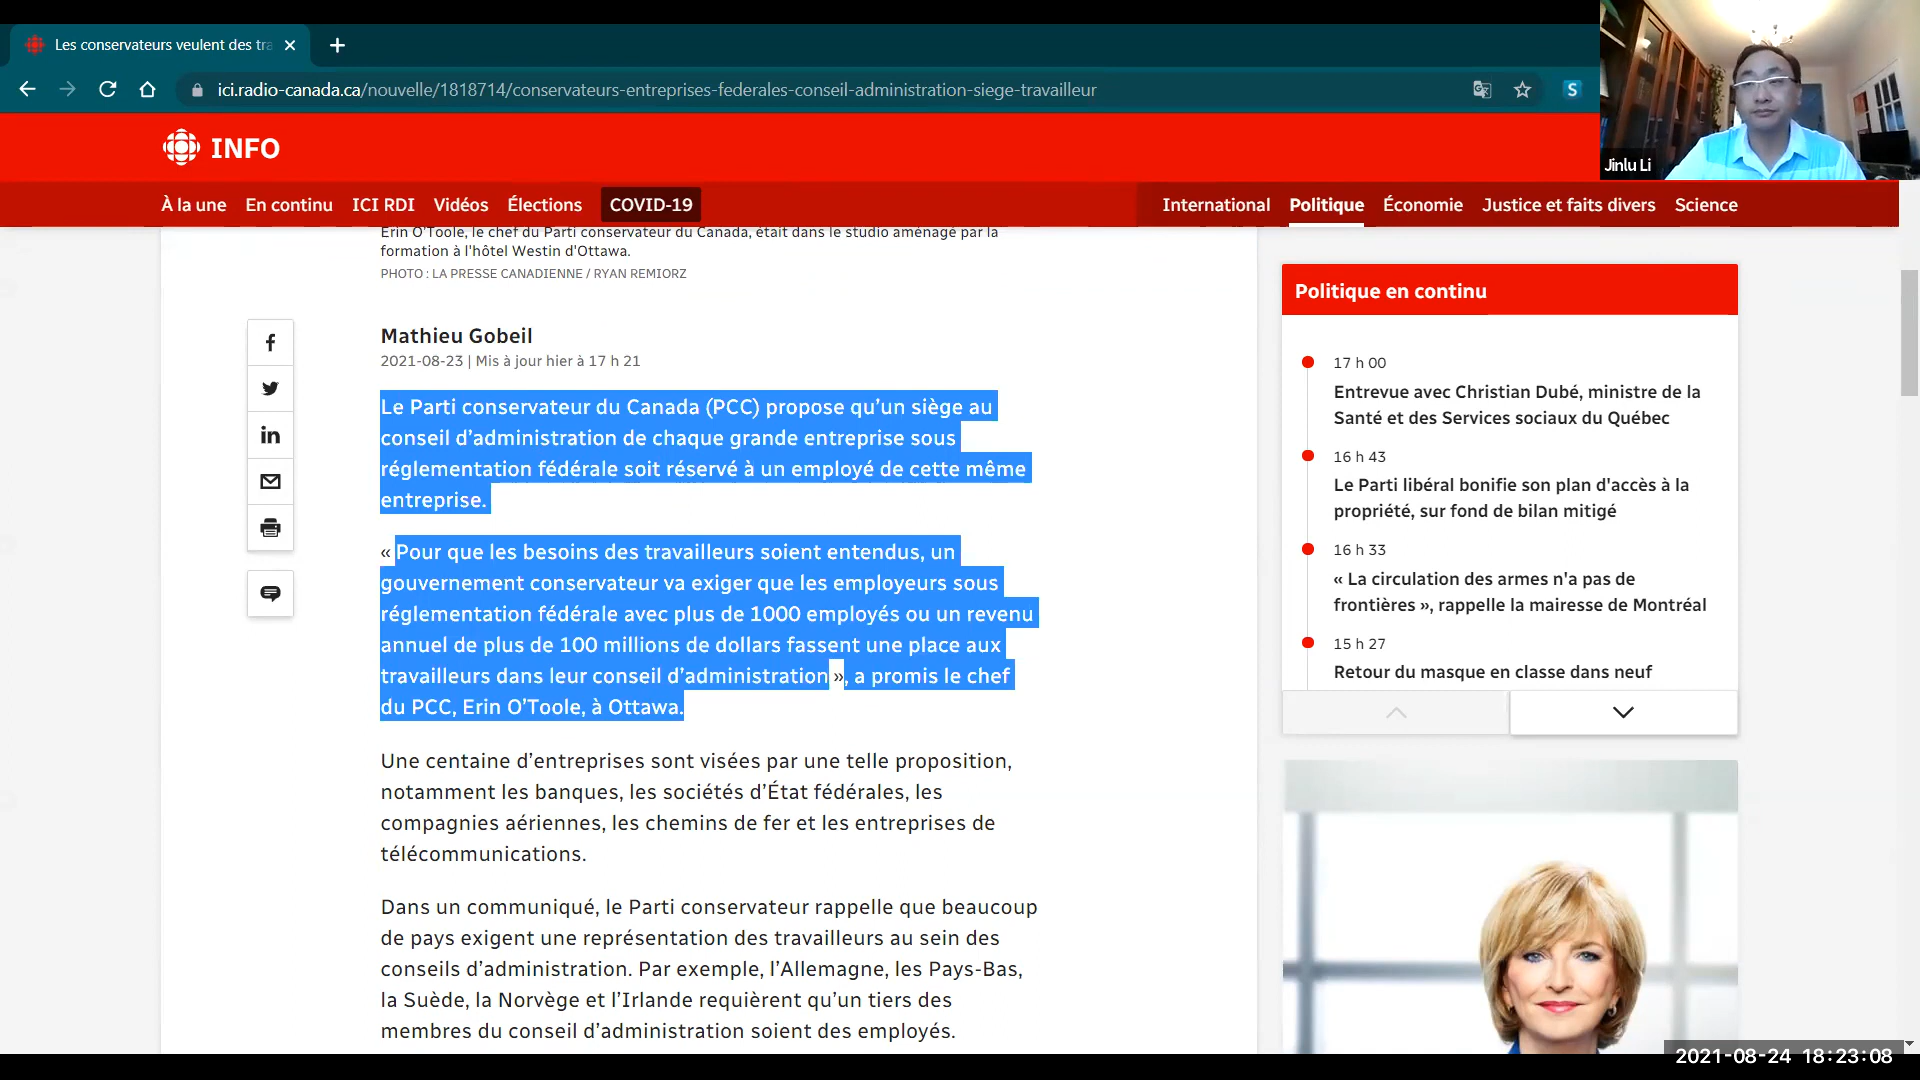 Les conservateurs veulent des tra
ici.radio-canada.ca/nouvelle/1818714/conservateurs-entreprises-federales-conseil-administration-siege-travailleur
S
Jinlu Li
INFO
À la une En continu ICI RDI Vidéos Élections COVID-19 International Politique Économie Justice et faits divers Science
Erin O'Toole, le chef du Parti conservateur du Canada, était dans le studio aménagé par la
formation à l'hôtel Westin d'Ottawa.
PHOTO : LA PRESSE CANADIENNE / RYAN REMIORZ
Mathieu Gobeil
2021-08-23 | Mis à jour hier à 17 h 21
Le Parti conservateur du Canada (PCC) propose qu’un siège au
conseil d’administration de chaque grande entreprise sous
réglementation fédérale soit réservé à un employé de cette même
entreprise.
« Pour que les besoins des travailleurs soient entendus, un
gouvernement conservateur va exiger que les employeurs sous
réglementation fédérale avec plus de 1000 employés ou un revenu
annuel de plus de 100 millions de dollars fassent une place aux
travailleurs dans leur conseil d’administration », a promis le chef
du PCC, Erin O’Toole, à Ottawa.
Une centaine d’entreprises sont visées par une telle proposition,
notamment les banques, les sociétés d’État fédérales, les
compagnies aériennes, les chemins de fer et les entreprises de
télécommunications.
Dans un communiqué, le Parti conservateur rappelle que beaucoup
de pays exigent une représentation des travailleurs au sein des
conseils d’administration. Par exemple, l’Allemagne, les Pays-Bas,
la Suède, la Norvège et l’Irlande requièrent qu’un tiers des
membres du conseil d’administration soient des employés.
Politique en continu
17 h 00
Entrevue avec Christian Dubé, ministre de la
Santé et des Services sociaux du Québec
16 h 43
Le Parti libéral bonifie son plan d'accès à la
propriété, sur fond de bilan mitigé
16 h 33
« La circulation des armes n'a pas de
frontières », rappelle la mairesse de Montréal
15 h 27
Retour du masque en classe dans neuf
2021-08-24 18:23:08